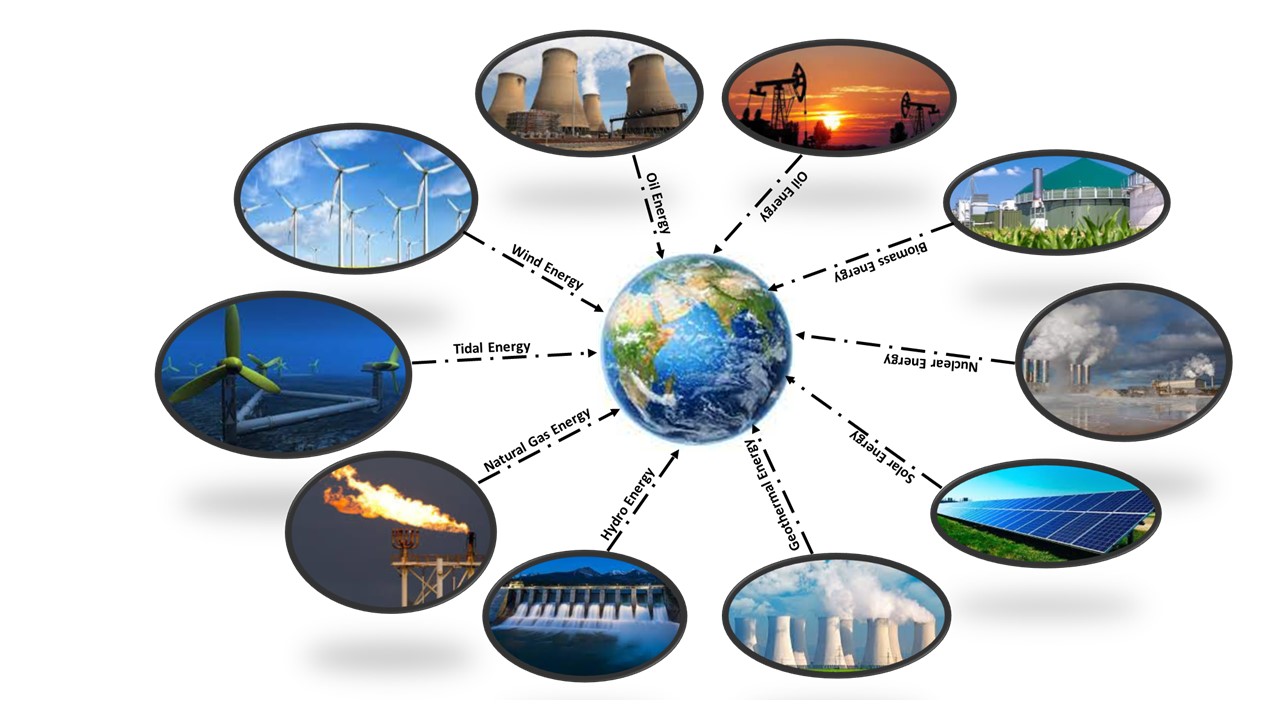 Oil Energy
Oil Energy
Wind Energy
Biomass Energy
Tidal Energy
Nuclear Energy
Natural Gas Energy
Solar Energy
Hydro Energy
Geothermal Energy